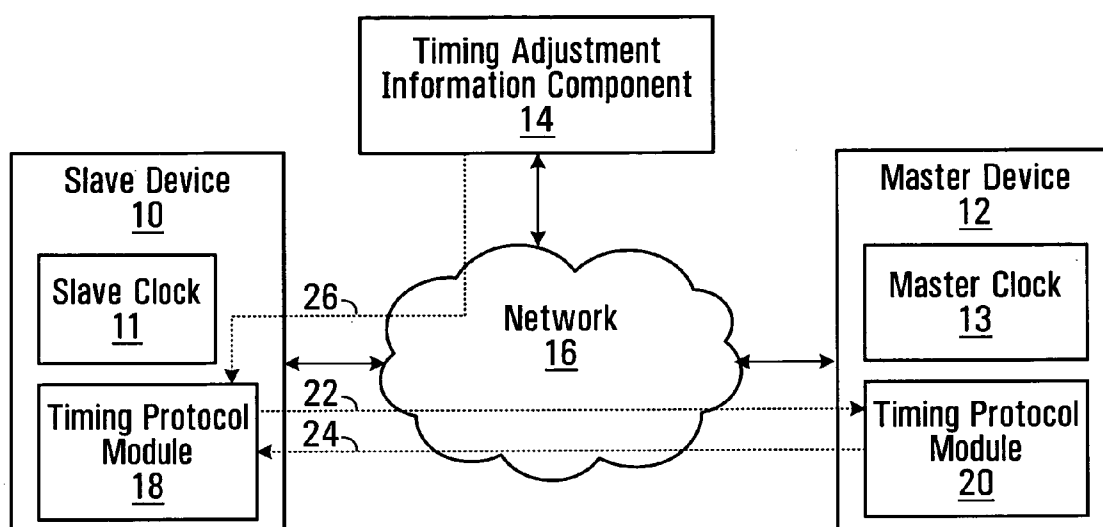 Timing Adjustment
Information Component
14
Slave Device
10
Slave Clock
11
Timing Protocol
Module
18
26
22
24
Network
16
Master Device
12
Master Clock
13
Timing Protocol
Module
20